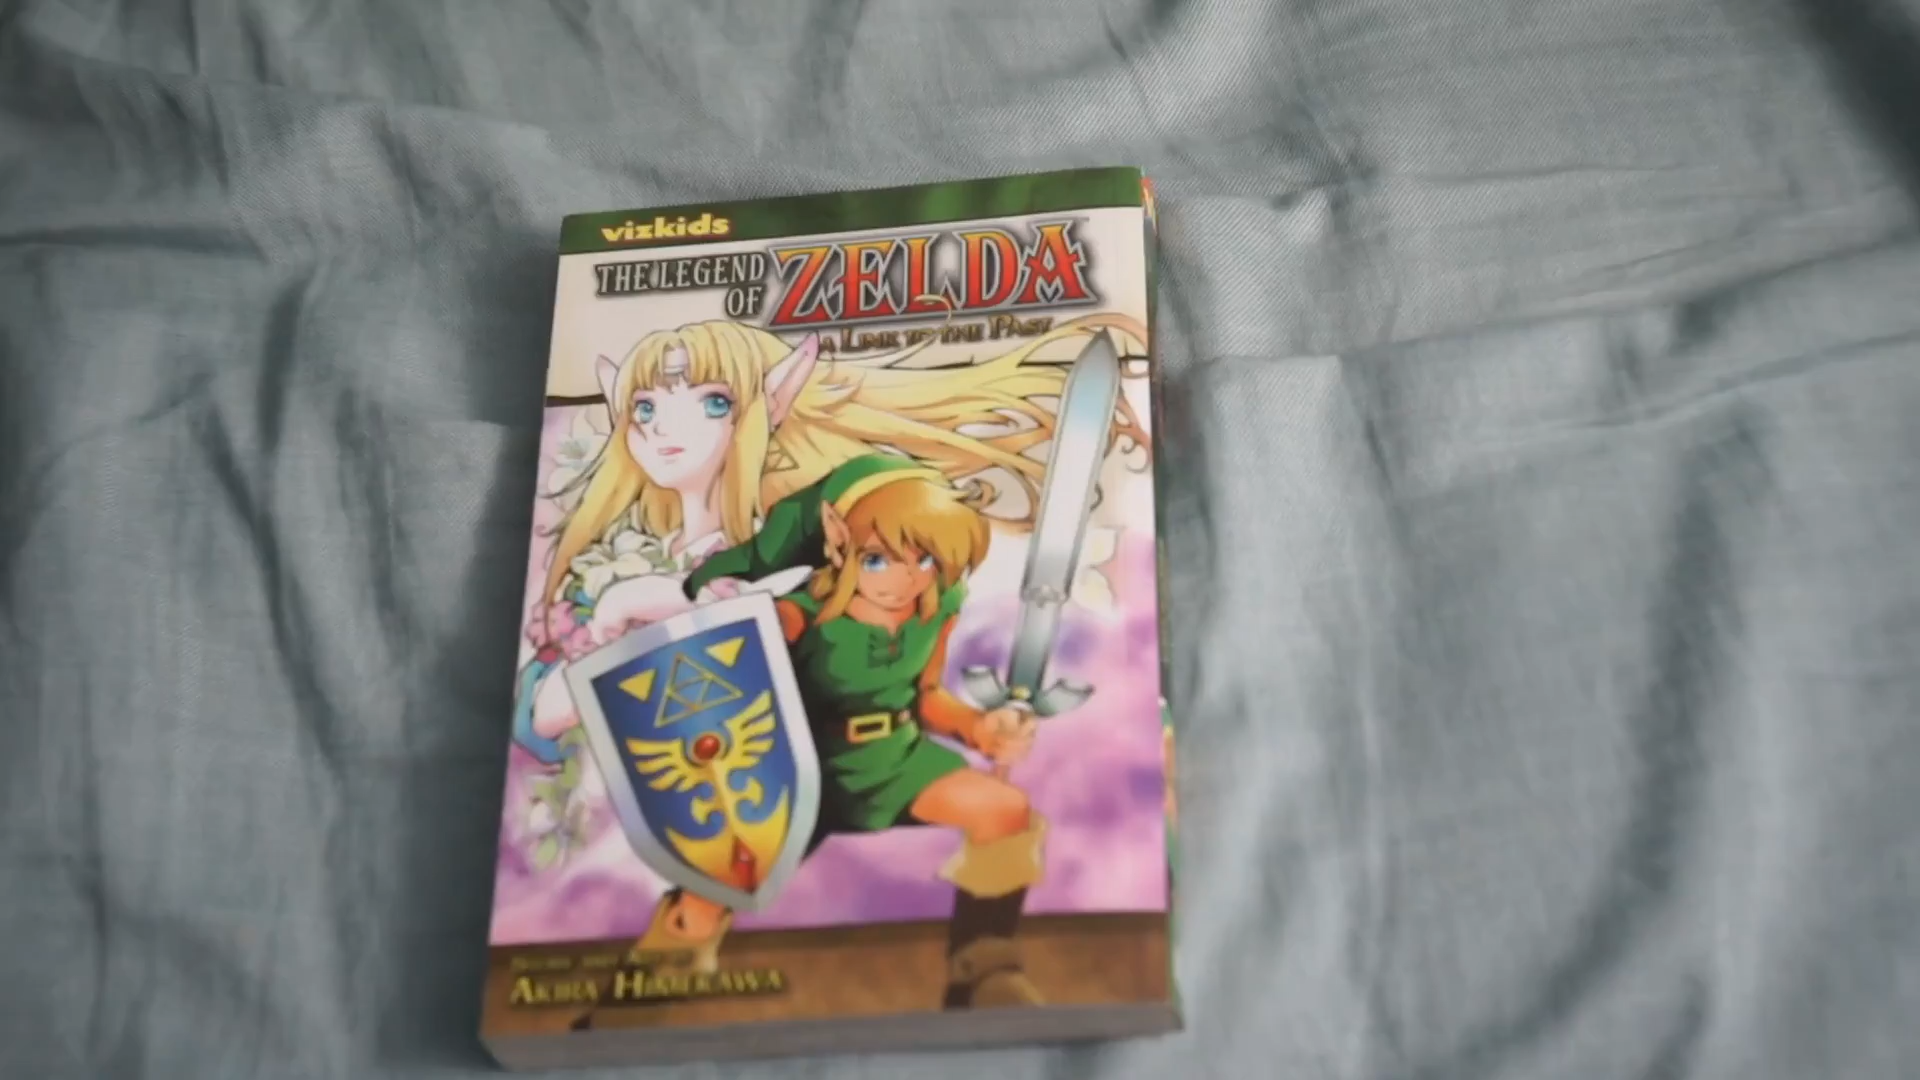 vizkids
THE LEGEND
OF ZELDA
A LINK TO THE PAST
AKIRA HIMEKAWA